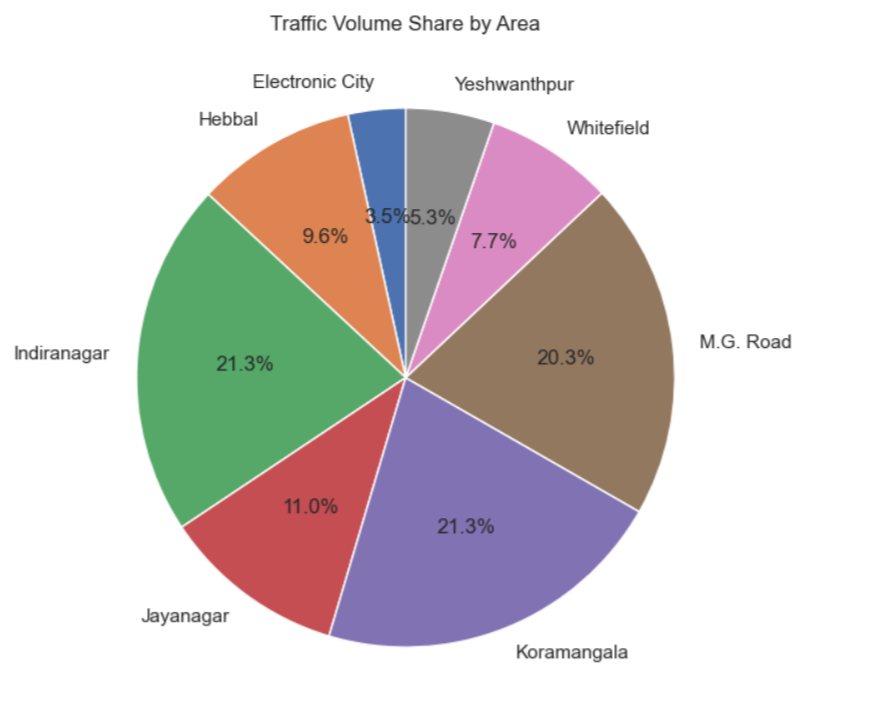 Traffic Volume Share by Area
Electronic City
Yeshwanthpur
Hebbal
Whitefield
3.5%
5.3%
9.6%
7.7%
M.G. Road
Indiranagar
20.3%
21.3%
11.0%
21.3%
Jayanagar
Koramangala